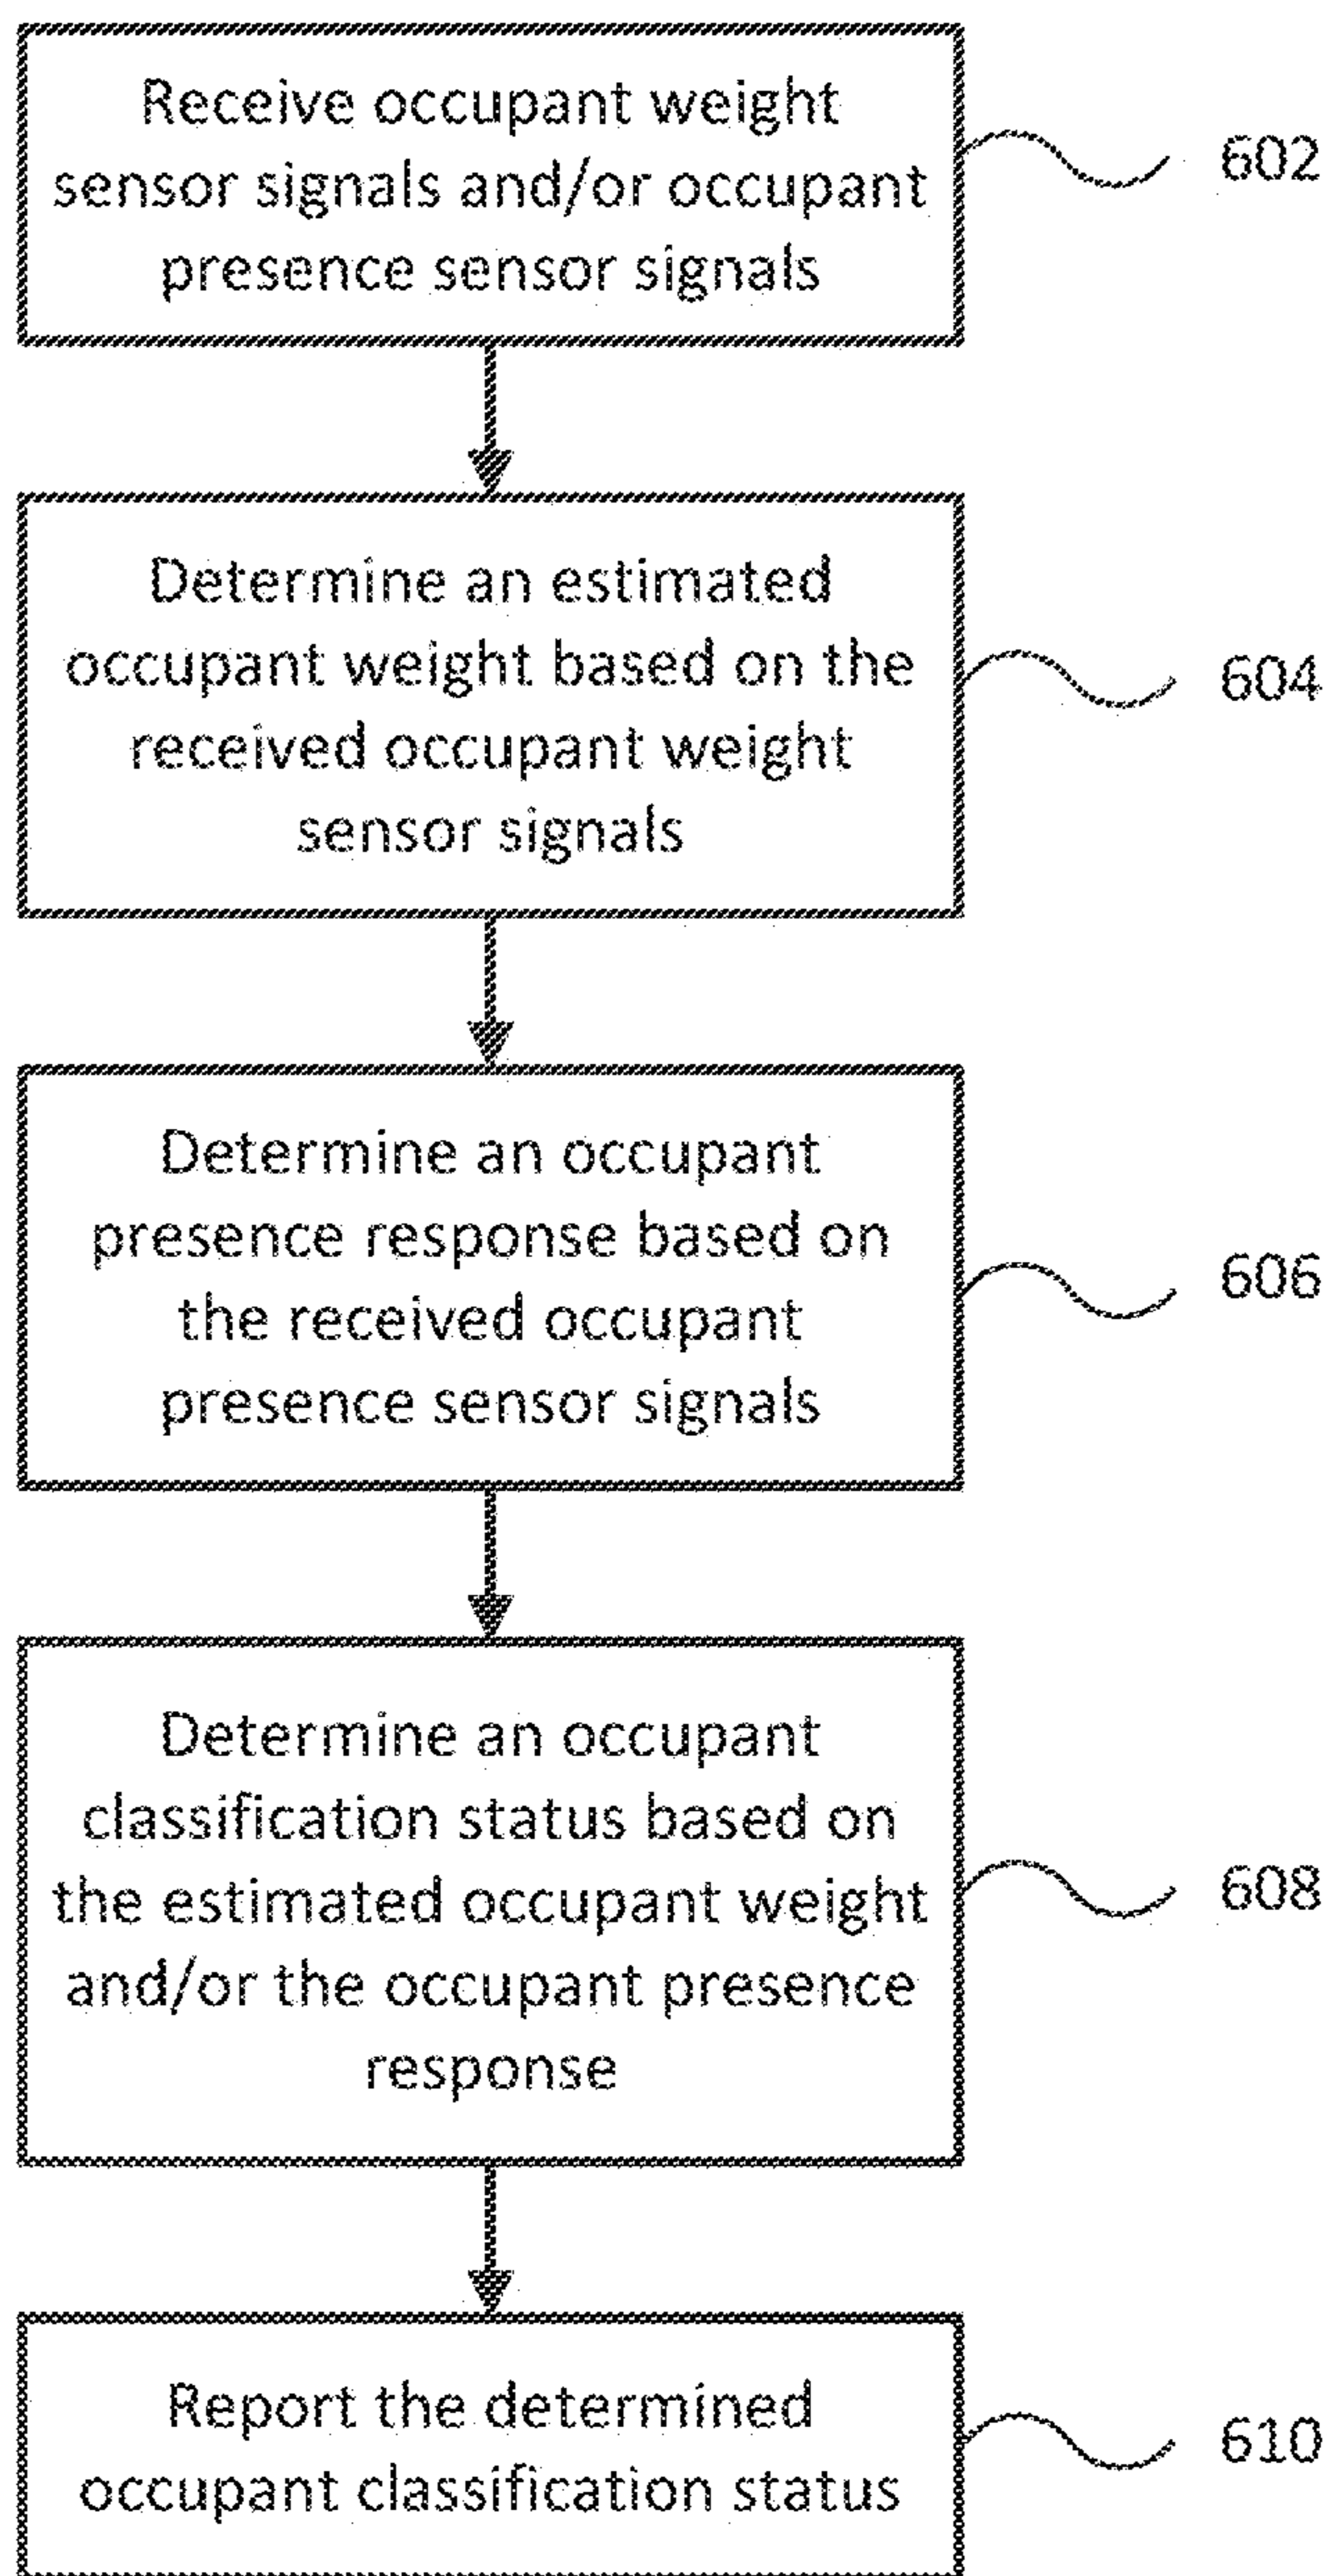 Receive occupant weight
sensor signals and/or occupant
presence sensor signals
602
Determine an estimated
occupant weight based on the
received occupant weight
sensor signals
604
Determine an occupant
presence response based on
the received occupant
presence sensor signals
606
Determine an occupant
classification status based on
the estimated occupant weight
and/or the occupant presence
response
608
Report the determined
occupant classification status
610